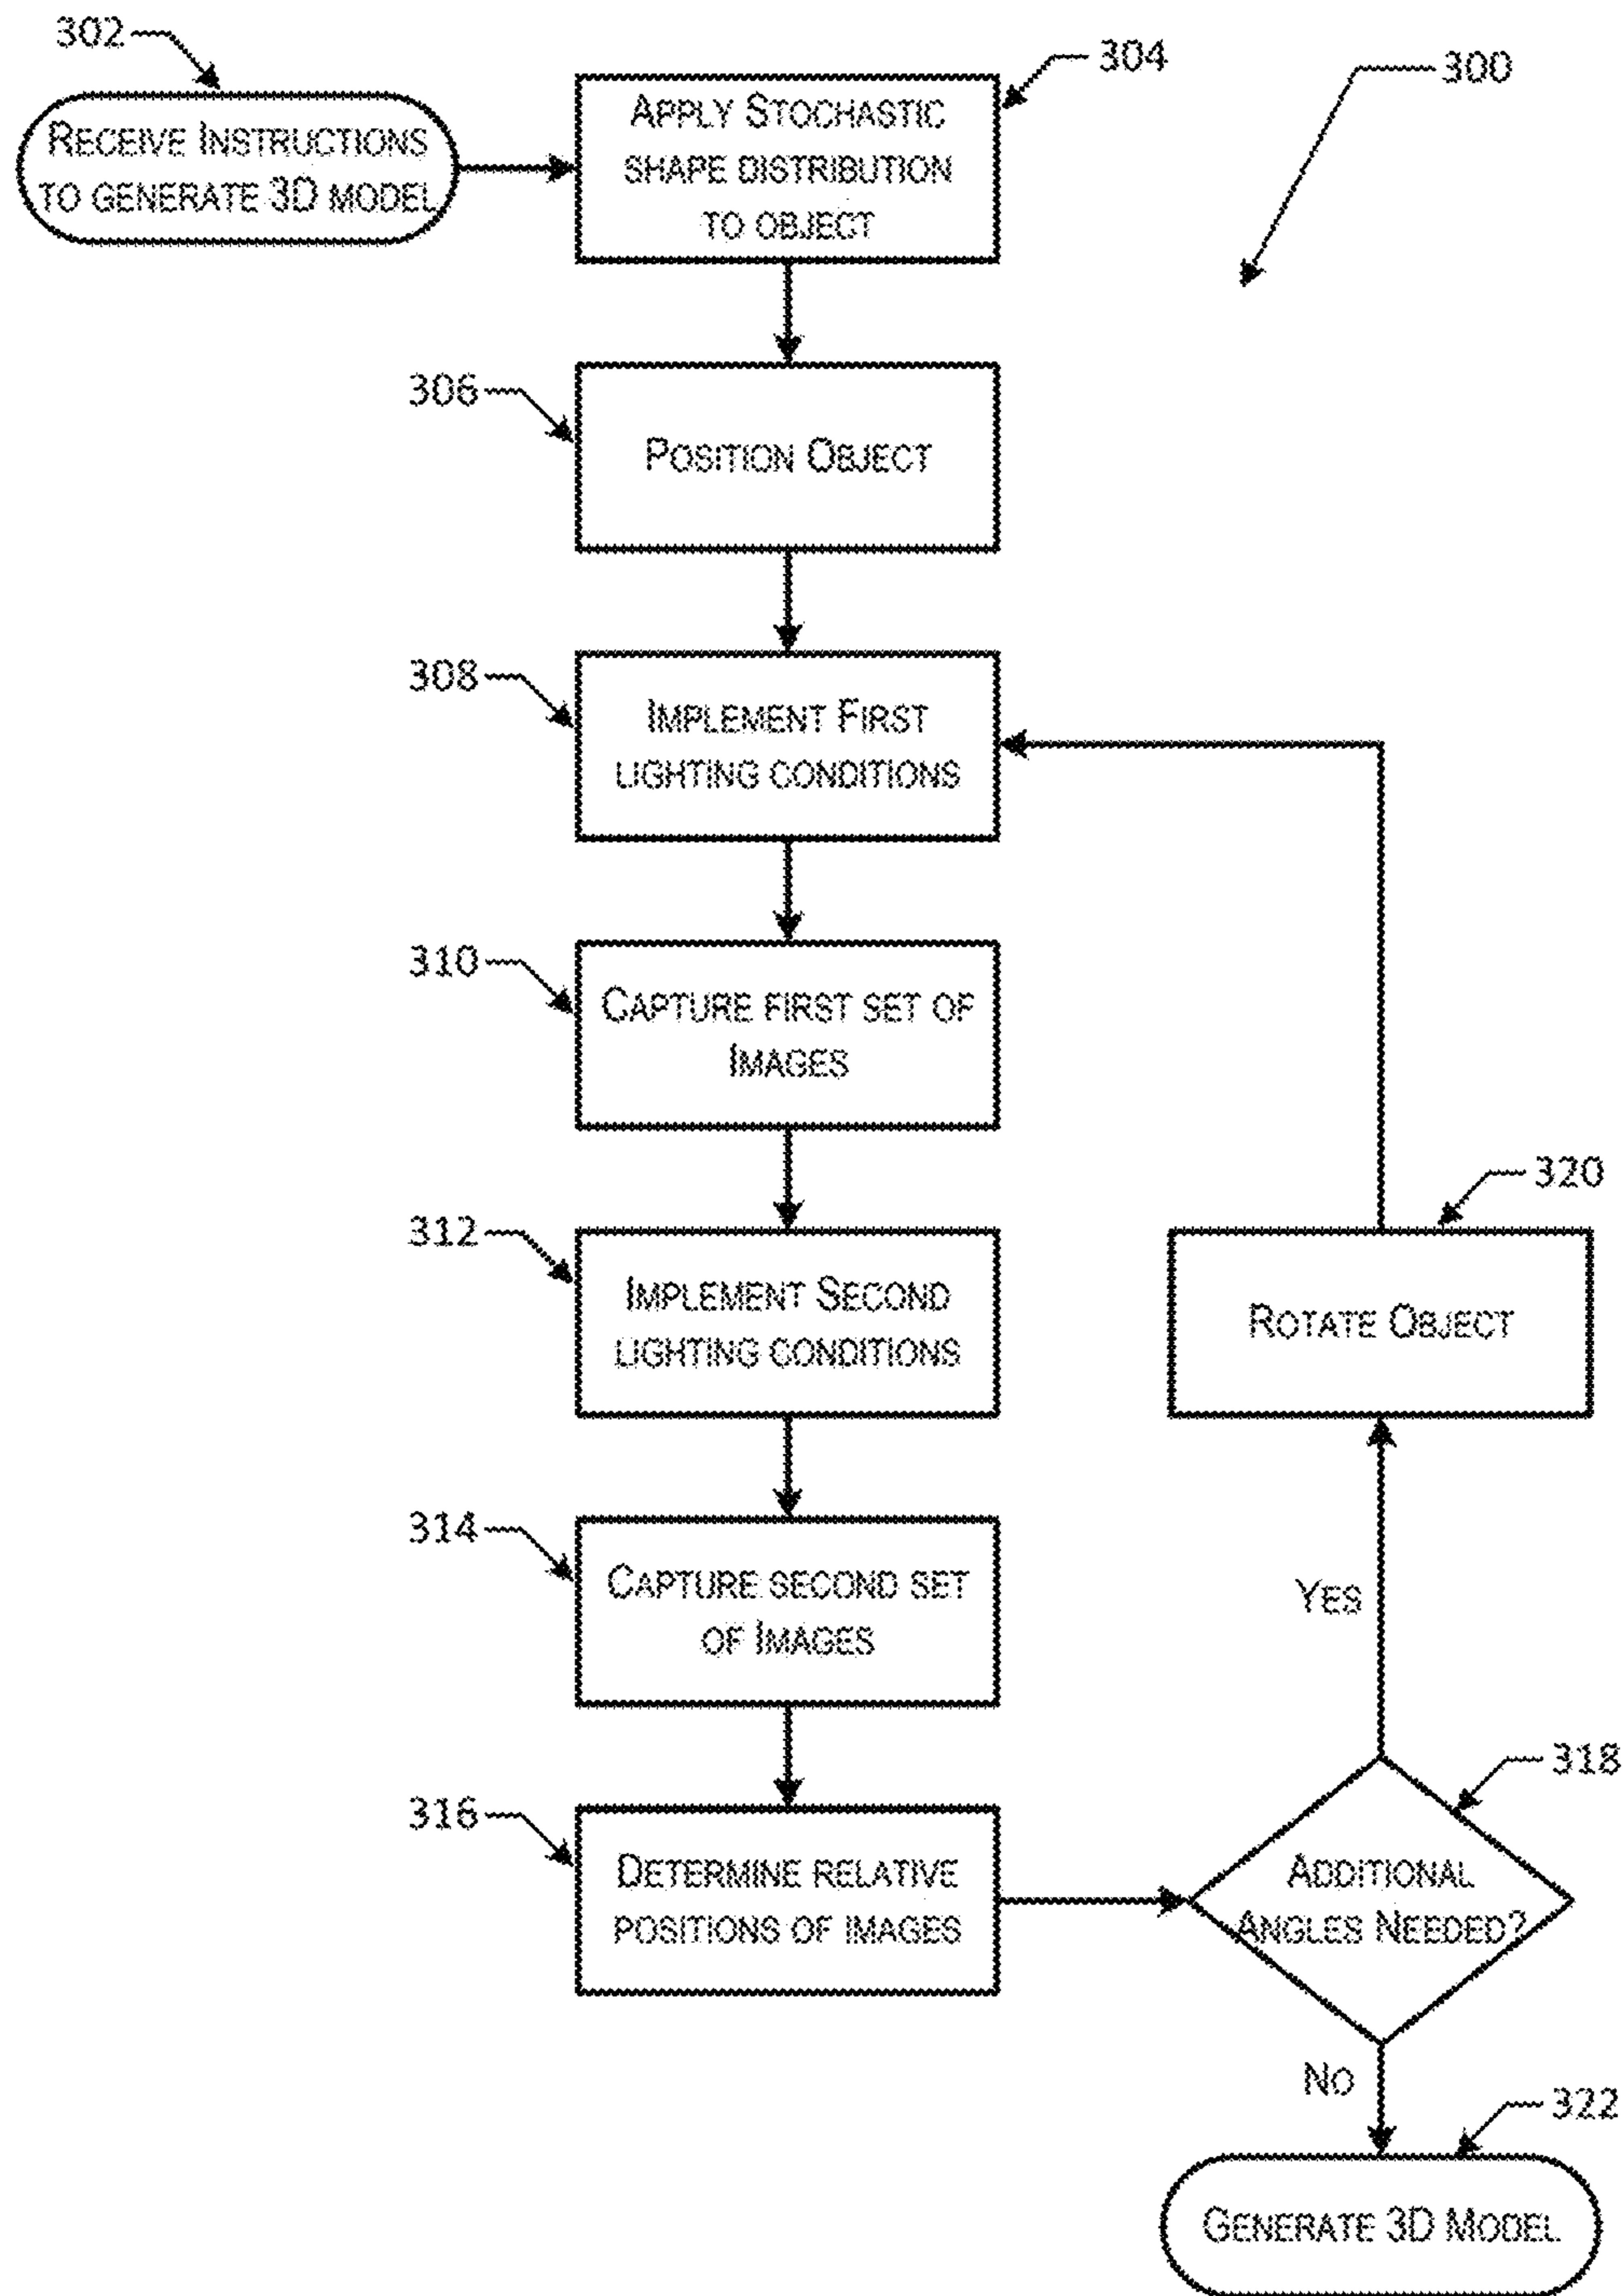 302
RECEIVE INSTRUCTIONS
TO GENERATE 3D MODEL
304
APPLY STOCHASTIC
SHAPE DISTRIBUTION
TO OBJECT
300
306
POSITION OBJECT
308
IMPLEMENT FIRST
LIGHTING CONDITIONS
310
CAPTURE FIRST SET OF
IMAGES
312
IMPLEMENT SECOND
LIGHTING CONDITIONS
320
ROTATE OBJECT
314
CAPTURE SECOND SET
OF IMAGES
YES
316
DETERMINE RELATIVE
POSITIONS OF IMAGES
318
ADDITIONAL
ANGLES NEEDED?
NO
322
GENERATE 3D MODEL